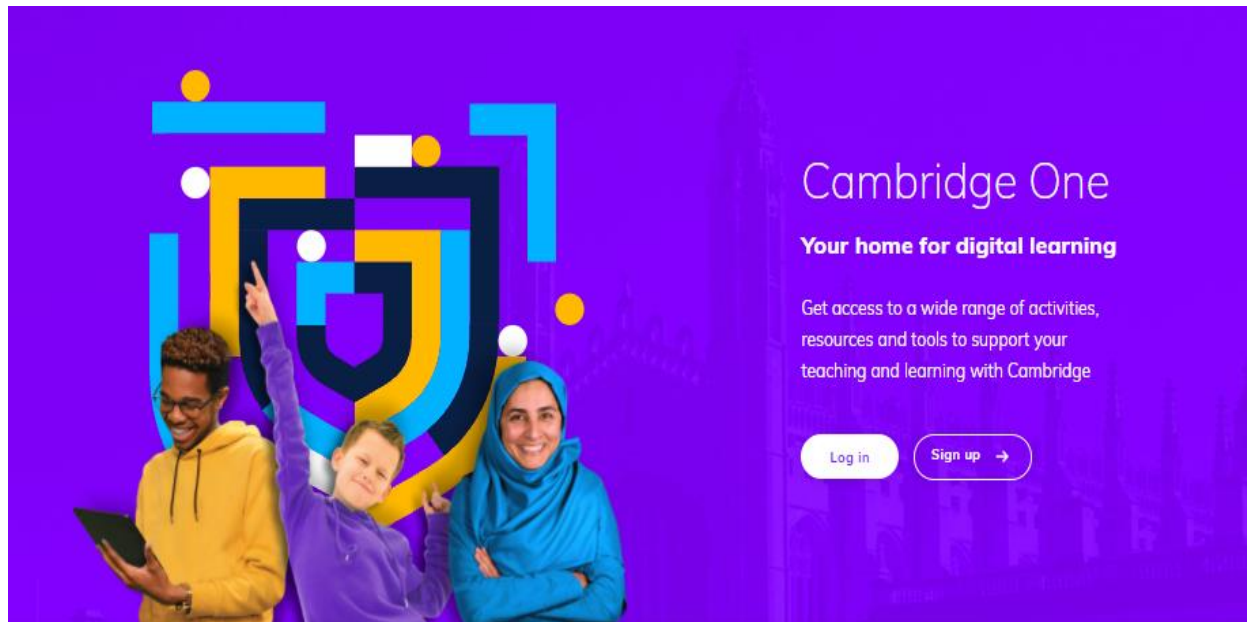 Cambridge One
Your home for digital learning
Get access to a wide range of activities,
resources and tools to support your
teaching and learning with Cambridge
Log in
Sign up →